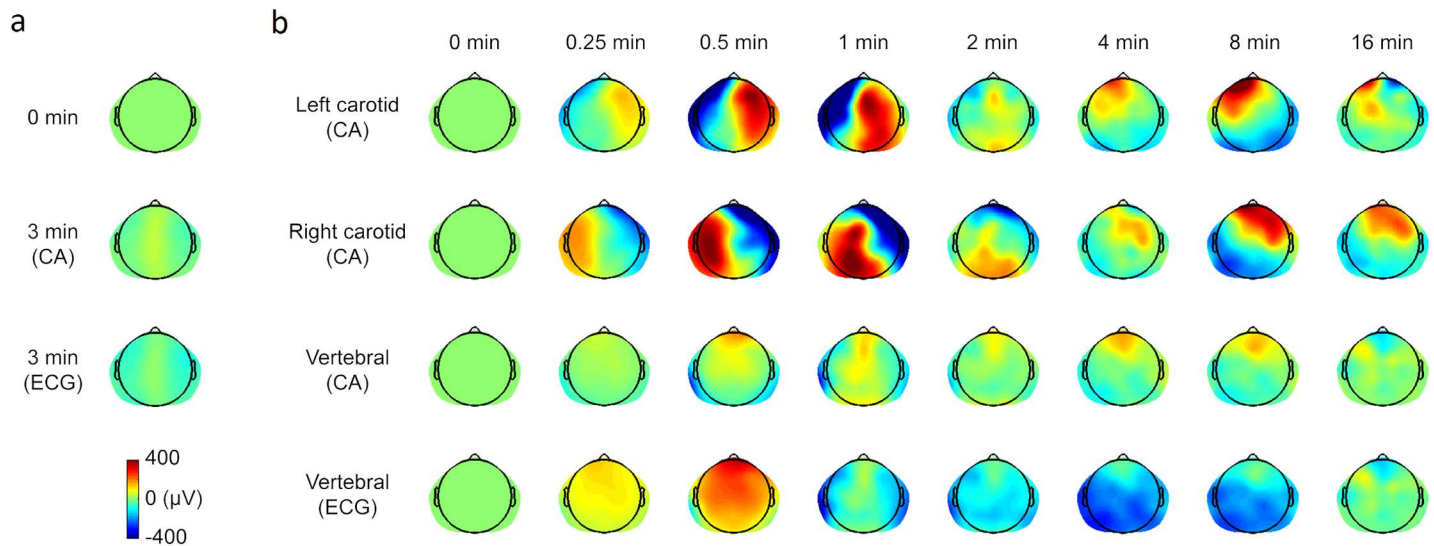 a
0 min
3 min
(CA)
3 min
(ECG)
400
0 (µV)
-400
b
0 min 0.25 min 0.5 min 1 min 2 min 4 min 8 min 16 min
Left carotid
(CA)
Right carotid
(CA)
Vertebral
(CA)
Vertebral
(ECG)